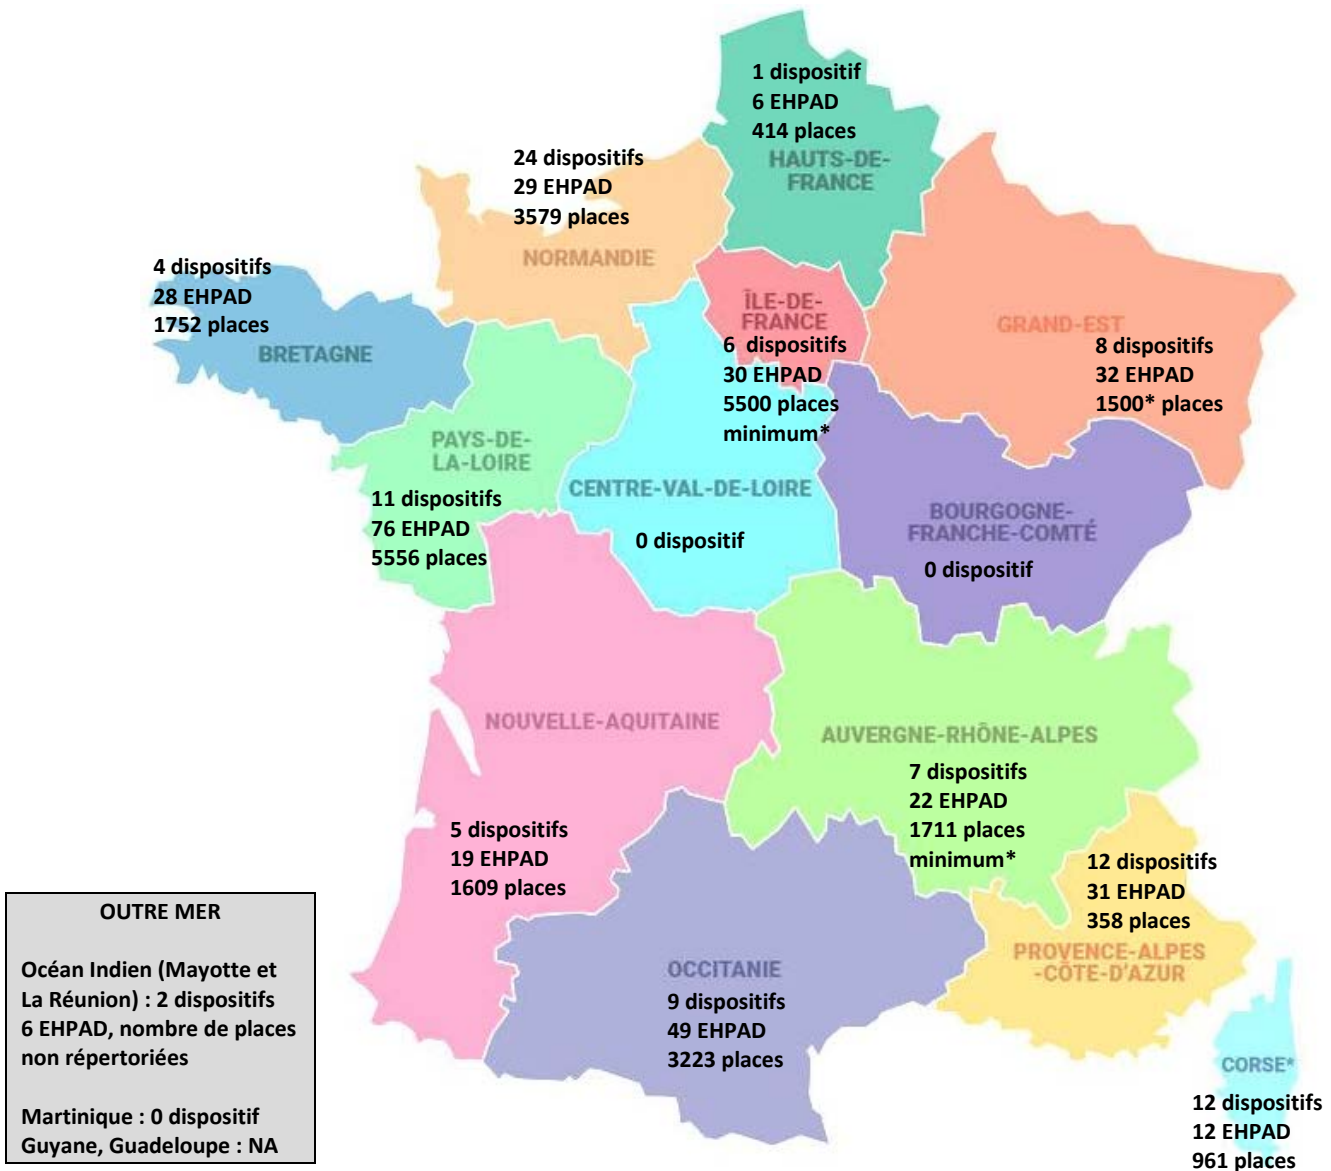 1 dispositif
6 EHPAD
414 places
HAUTS-DE-
FRANCE
24 dispositifs
29 EHPAD
3579 places
NORMANDIE
4 dispositifs
28 EHPAD
1752 places
BRETAGNE
ÎLE-DE-
FRANCE
6 dispositifs
30 EHPAD
5500 places
minimum*
GRAND-EST
8 dispositifs
32 EHPAD
1500* places
PAYS-DE-
LA-LOIRE
11 dispositifs
76 EHPAD
5556 places
CENTRE-VAL-DE-LOIRE
0 dispositif
BOURGOGNE-
FRANCHE-COMTÉ
0 dispositif
NOUVELLE-AQUITAINE
5 dispositifs
19 EHPAD
1609 places
AUVERGNE-RHÔNE-ALPES
7 dispositifs
22 EHPAD
1711 places
minimum*
12 dispositifs
31 EHPAD
358 places
PROVENCE-ALPES
-CÔTE-D'AZUR
OCCITANIE
9 dispositifs
49 EHPAD
3223 places
CORSE*
12 dispositifs
12 EHPAD
961 places
OUTRE MER
Océan Indien (Mayotte et
La Réunion) : 2 dispositifs
6 EHPAD, nombre de places
non répertoriées
Martinique : 0 dispositif
Guyane, Guadeloupe : NA